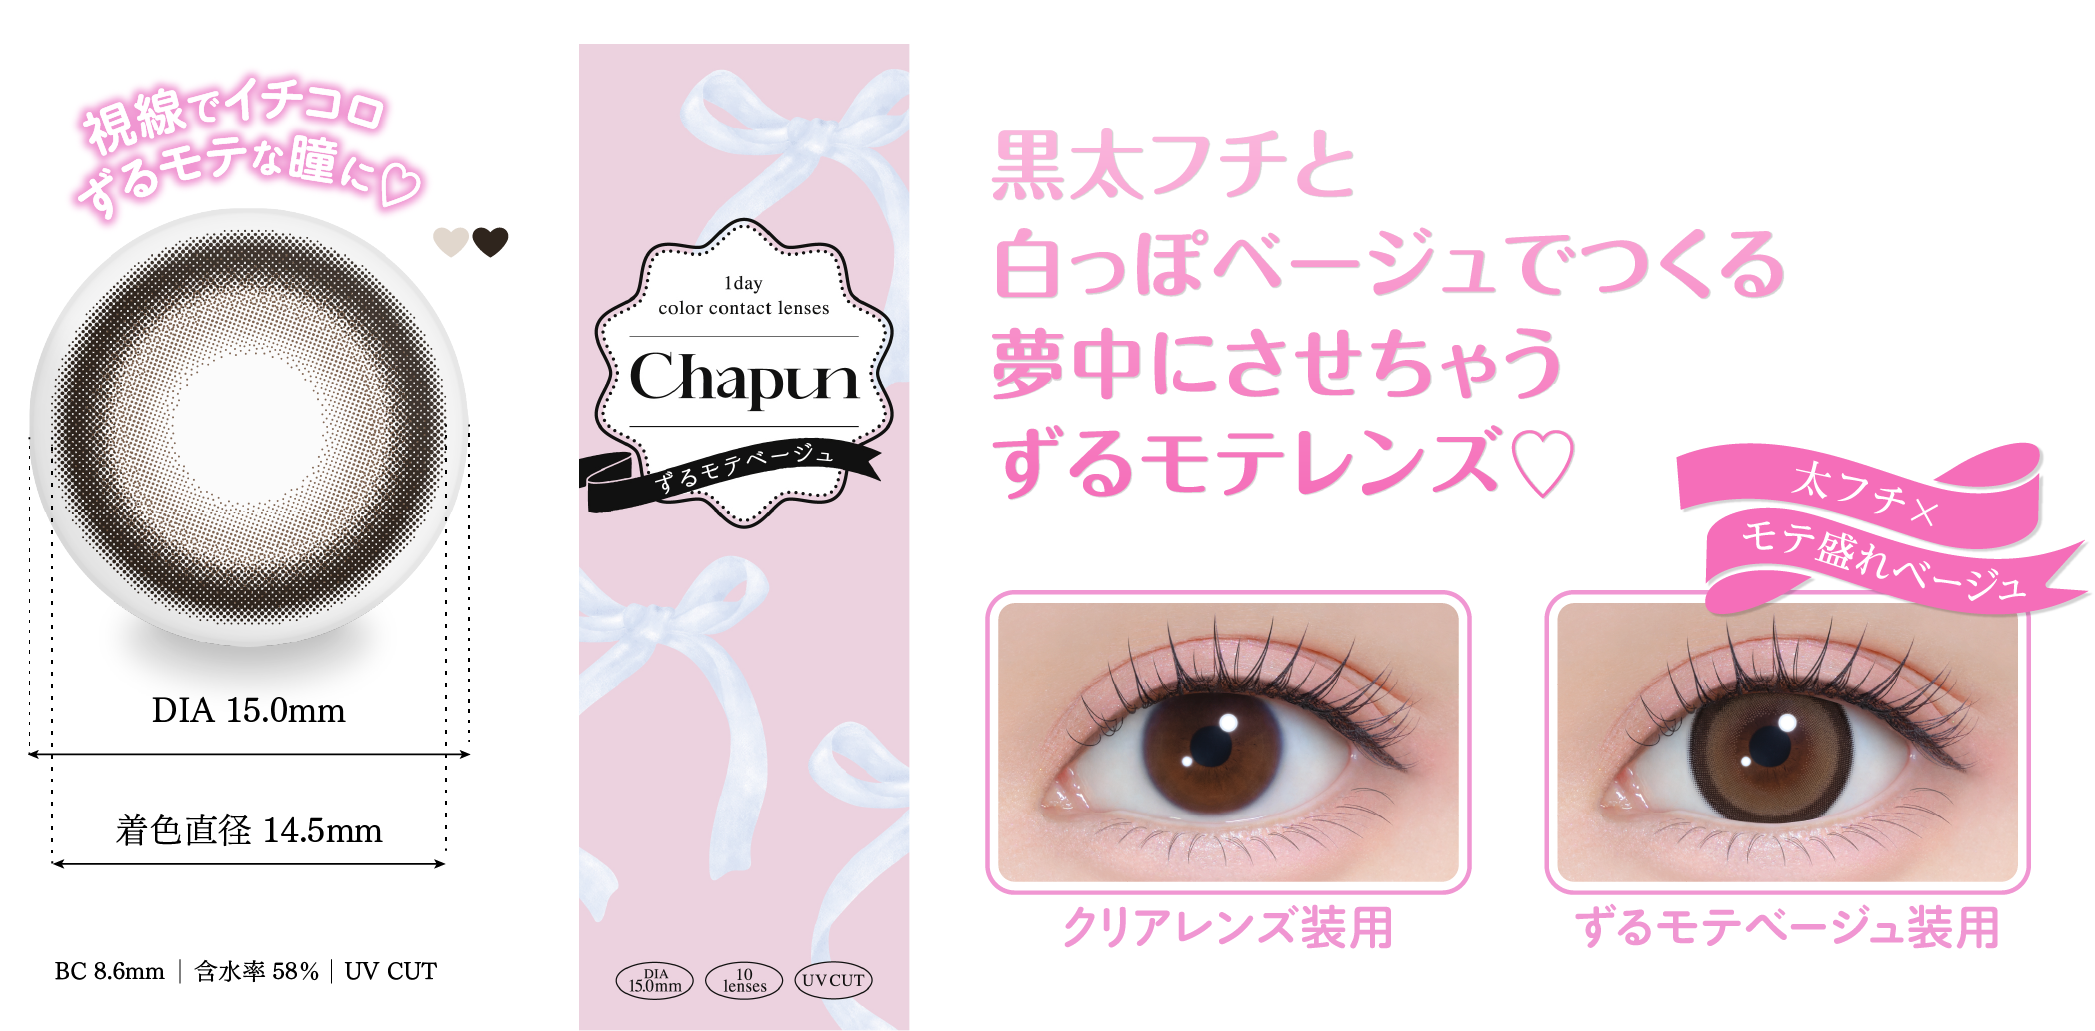 視線でイチコロ
ずるモテな瞳に♡
DIA 15.0mm
着色直径 14.5mm
BC 8.6mm | 含水率 58% | UV CUT
1day
color contact lenses
Chapun
ずるモテベージュ
DIA
15.0mm
10
lenses
UV CUT
黒太フチと
白っぽベージュでつくる
夢中にさせちゃう
ずるモテレンズ♡
太フチ×
モテ盛れベージュ
クリアレンズ装用
ずるモテベージュ装用